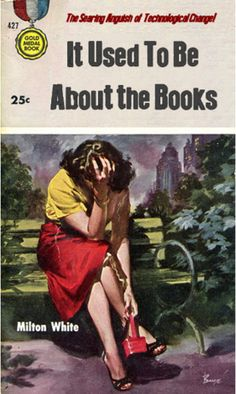 The Searing Anguish of Technological Change!
427
GOLD
MEDAL
BOOK
It Used To Be
25¢
About the Books
Milton White